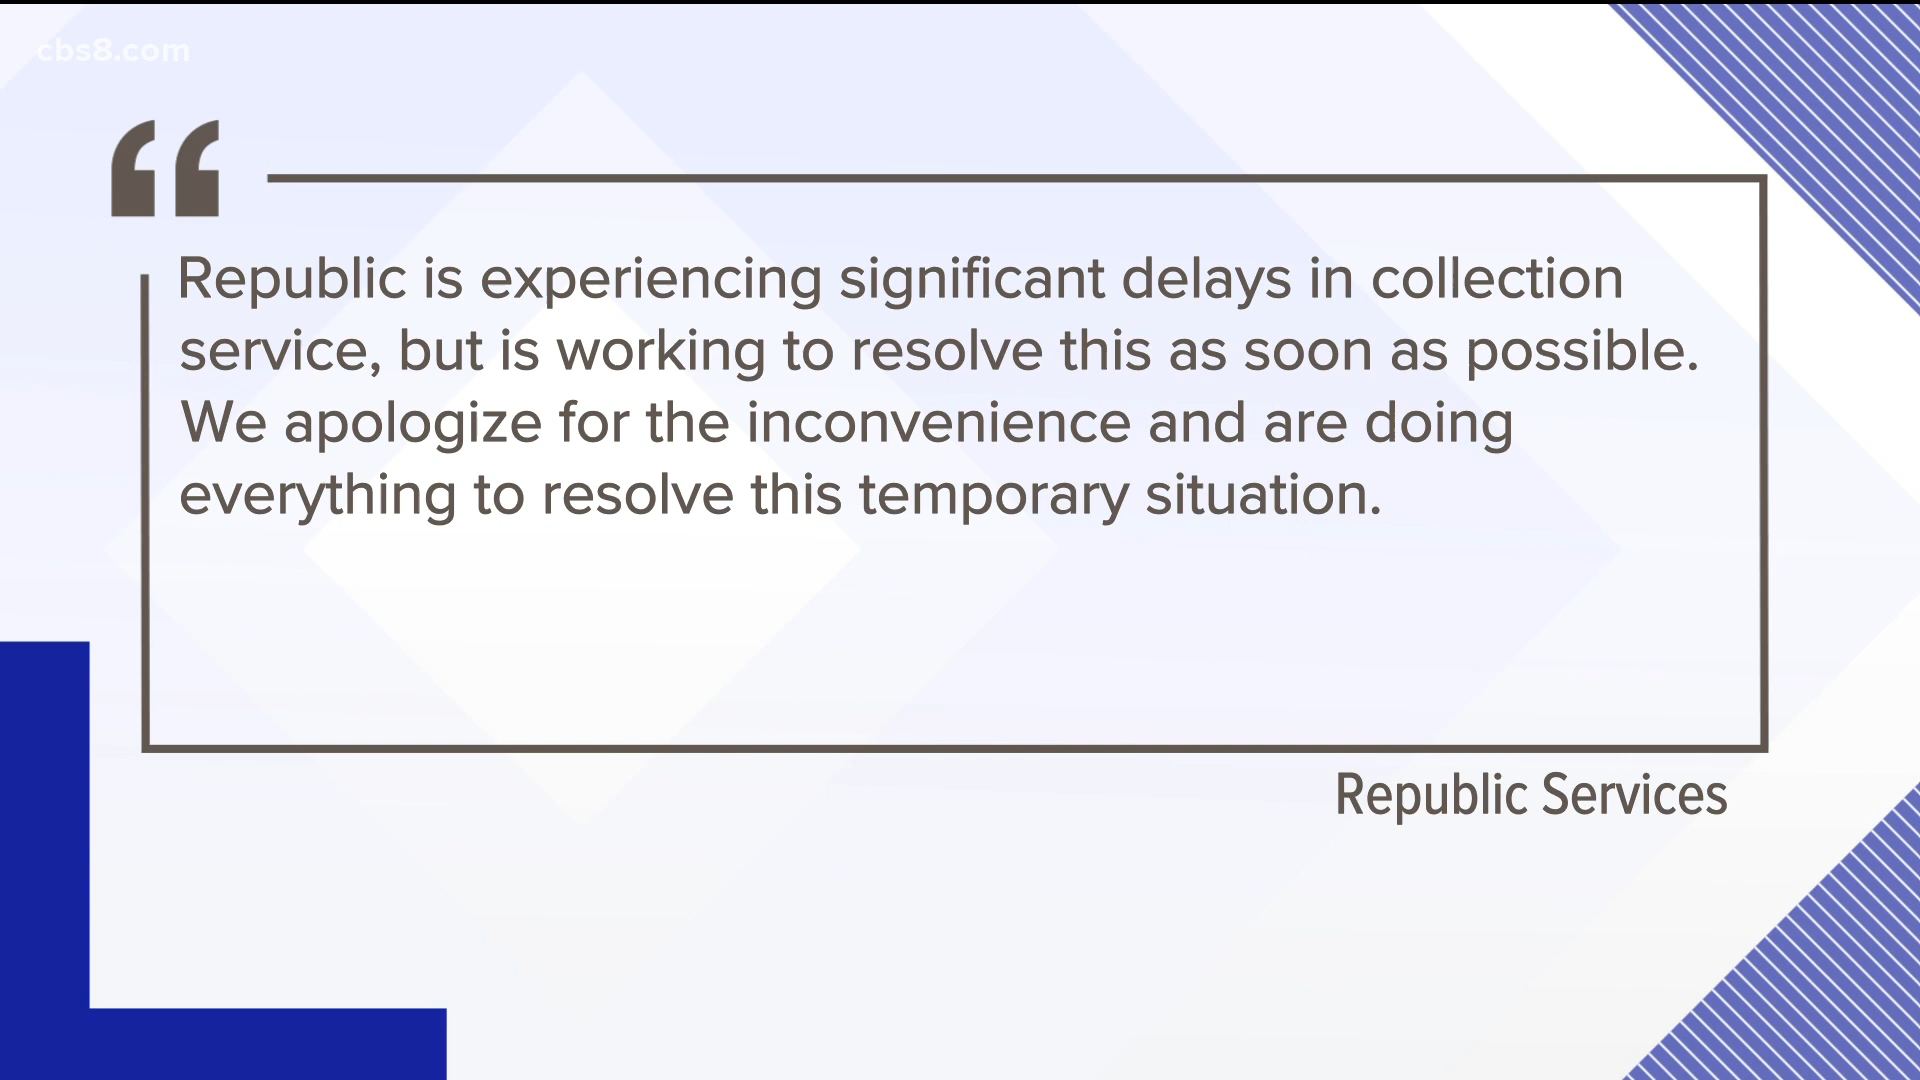 cbs8.com
“
Republic is experiencing significant delays in collection
service, but is working to resolve this as soon as possible.
We apologize for the inconvenience and are doing
everything to resolve this temporary situation.
Republic Services